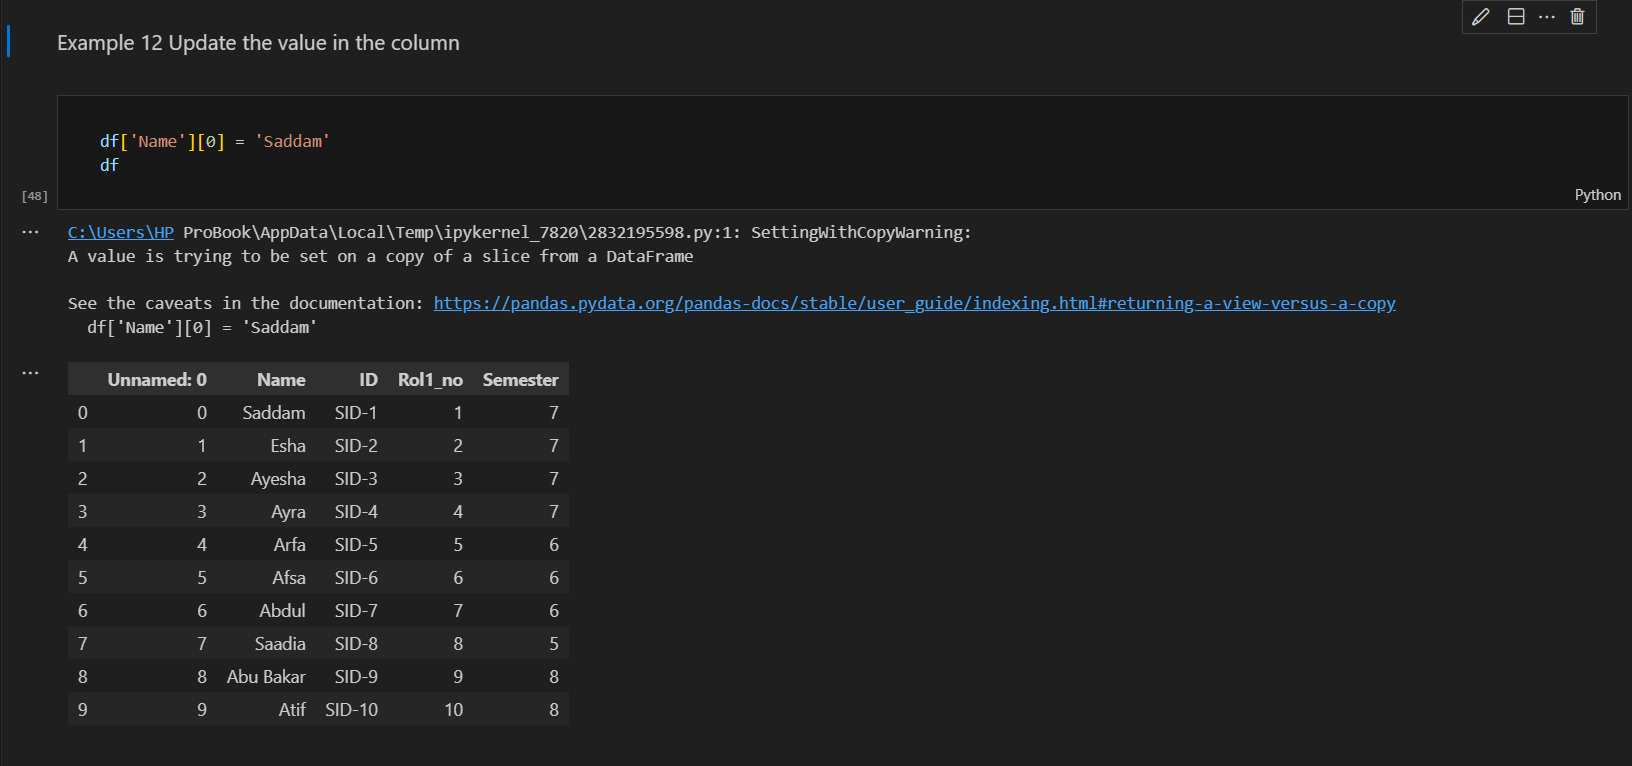 Example 12 Update the value in the column
df['Name'][0] = 'Saddam'
df
[48]
Python
C:\Users\HP ProBook\AppData\Local\Temp\ipykernel_7820\2832195598.py:1: SettingWithCopyWarning:
A value is trying to be set on a copy of a slice from a DataFrame
See the caveats in the documentation: https://pandas.pydata.org/pandas-docs/stable/user_guide/indexing.html#returning-a-view-versus-a-copy
df['Name'][0] = 'Saddam'
Unnamed: 0 Name ID Rol1_no Semester
0 0 Saddam SID-1 1 7
1 1 Esha SID-2 2 7
2 2 Ayesha SID-3 3 7
3 3 Ayra SID-4 4 7
4 4 Arfa SID-5 5 6
5 5 Afsa SID-6 6 6
6 6 Abdul SID-7 7 6
7 7 Saadia SID-8 8 5
8 8 Abu Bakar SID-9 9 8
9 9 Atif SID-10 10 8